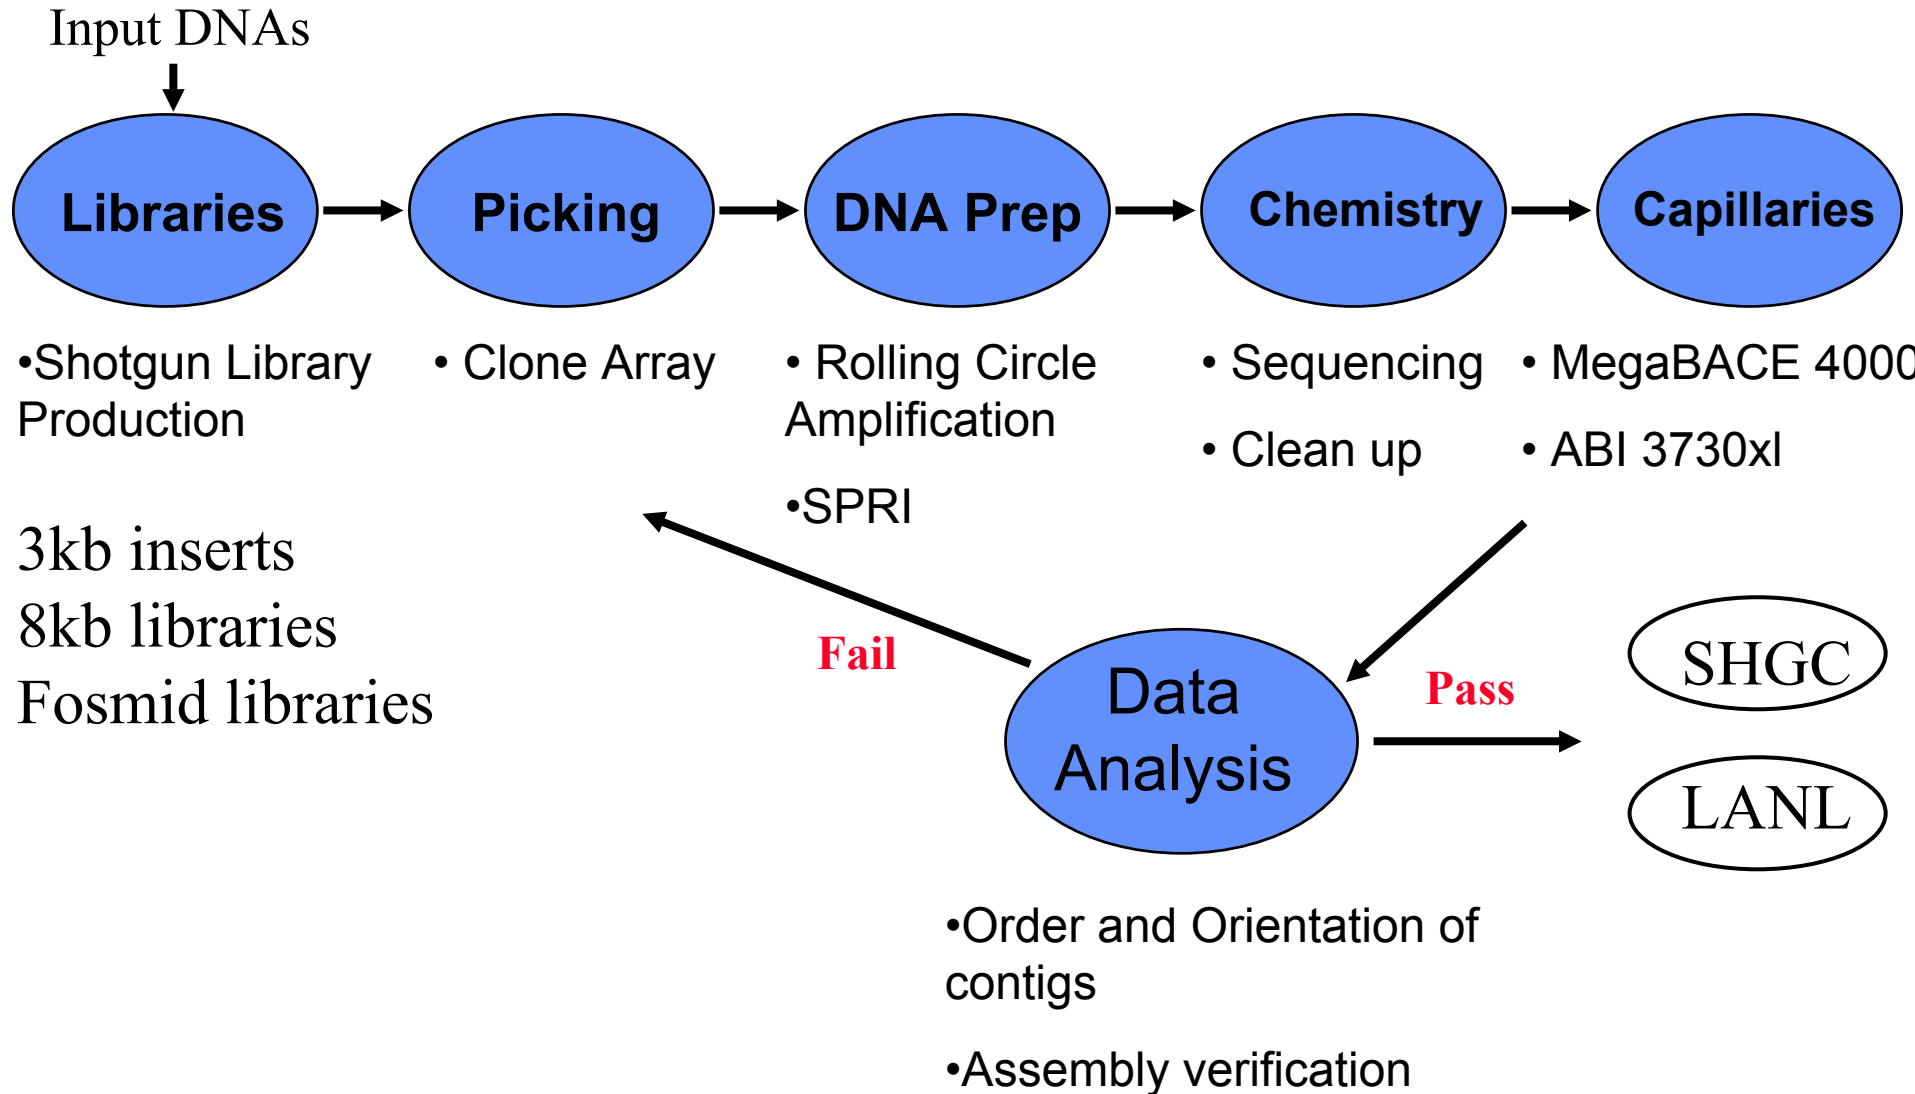 Input DNAs
Libraries
Picking
DNA Prep
Chemistry
Capillaries
•Shotgun Library
Production
• Clone Array
• Rolling Circle
Amplification
•SPRI
• Sequencing
• Clean up
• MegaBACE 4000
• ABI 3730xl
3kb inserts
8kb libraries
Fosmid libraries
Fail
Data
Analysis
Pass
SHGC
LANL
•Order and Orientation of
contigs
•Assembly verification